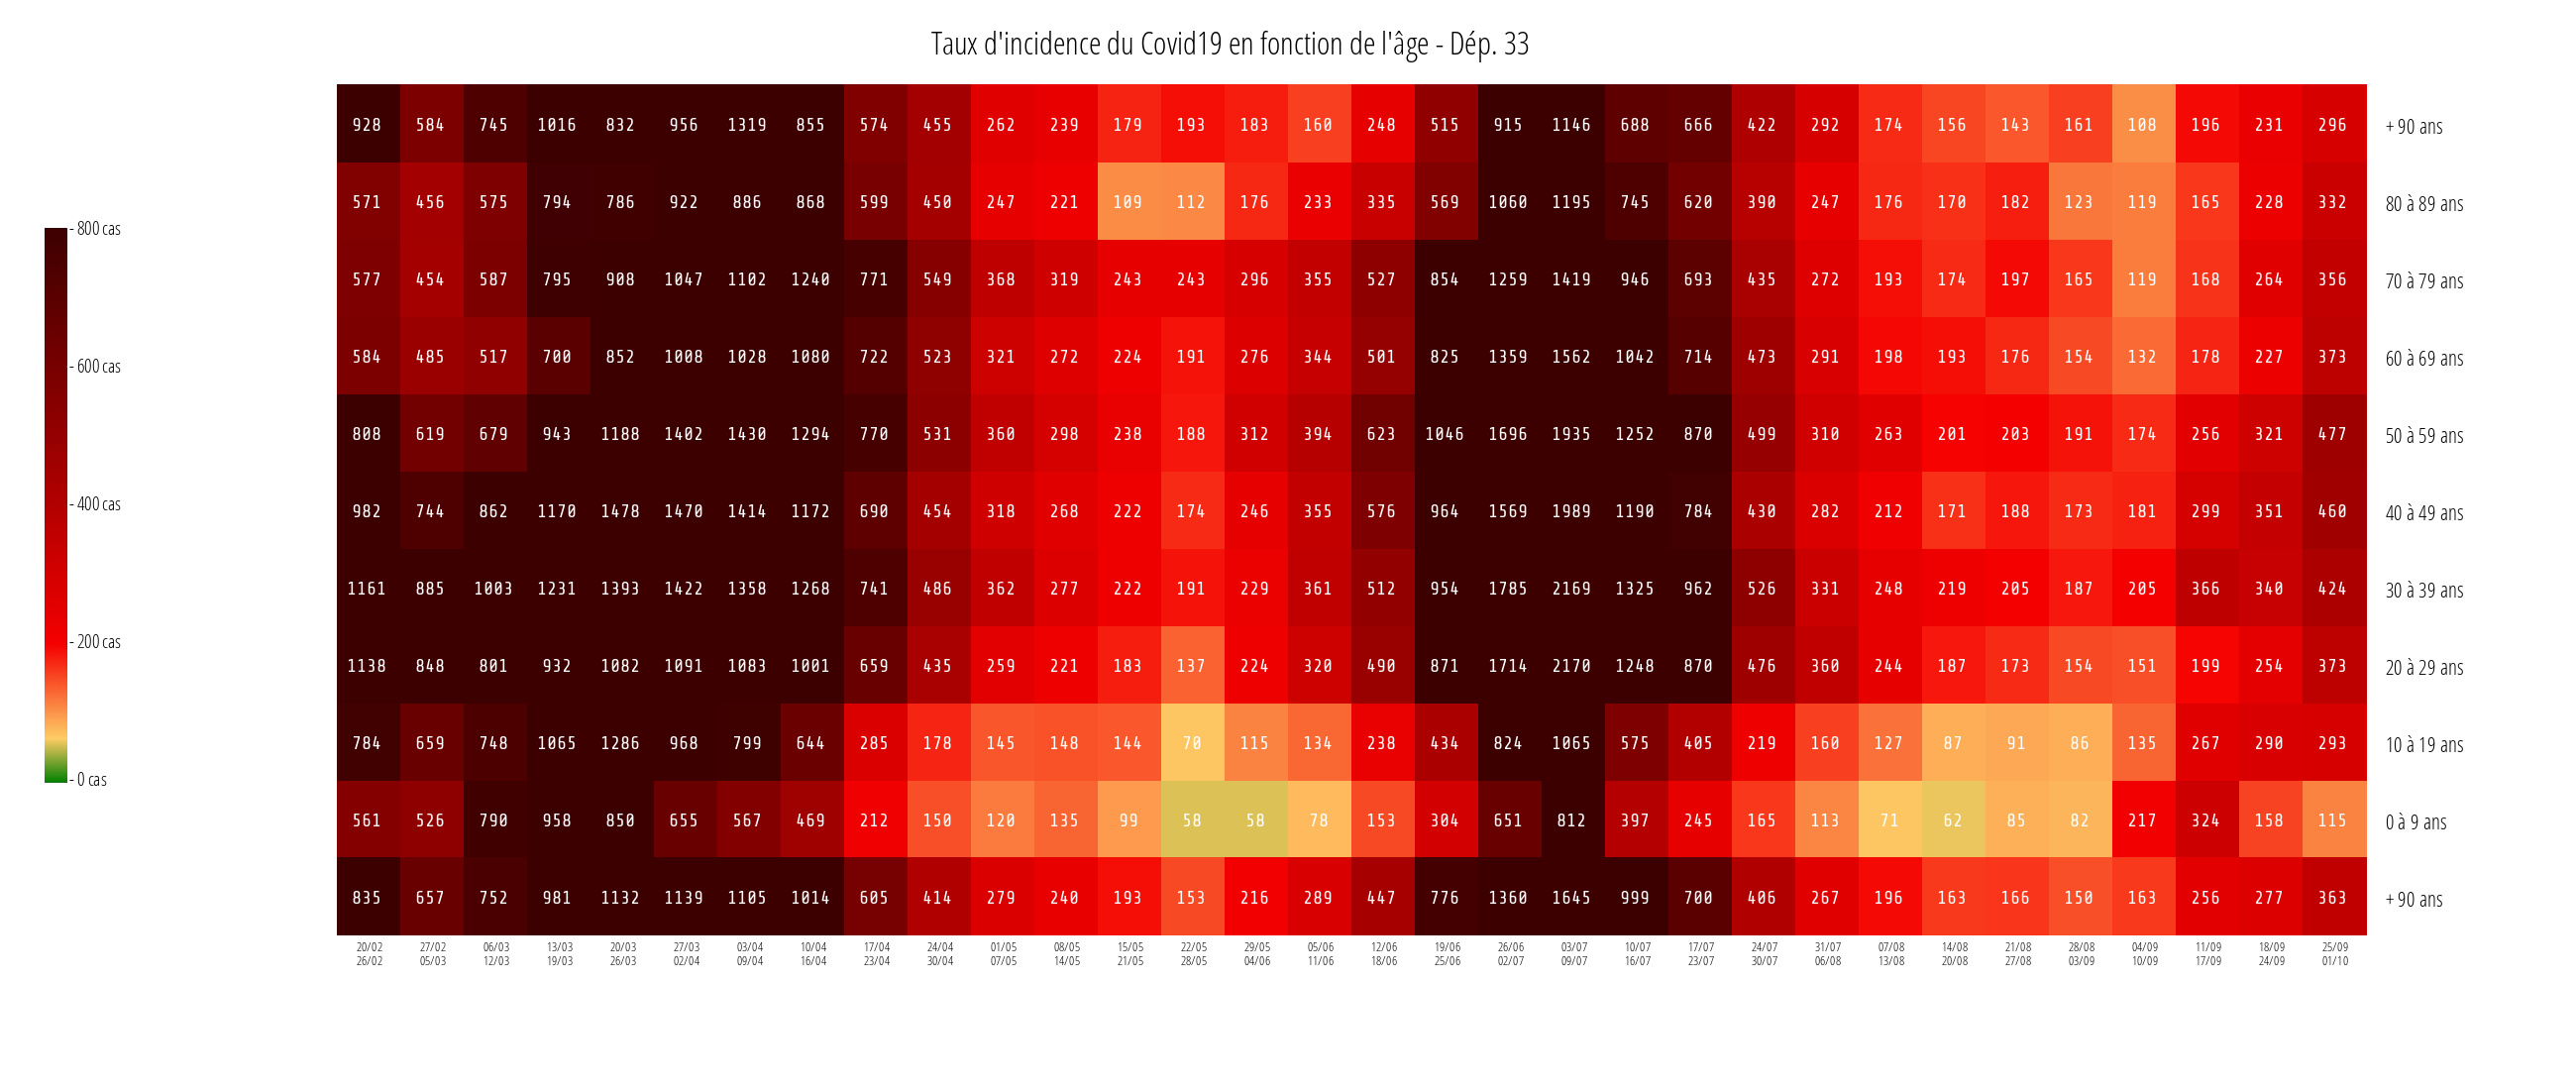 Taux d'incidence du Covid19 en fonction de l'âge - Dép. 33
- 800 cas
- 600 cas
- 400 cas
- 200 cas
- 0 cas
928 584 745 1016 832 956 1319 855 574 455 262 239 179 193 183 160 248 515 915 1146 688 666 422 292 174 156 143 161 108 196 231 296 + 90 ans
571 456 575 794 786 922 886 868 599 450 247 221 109 112 176 233 335 569 1060 1195 745 620 390 247 176 170 182 123 119 165 228 332 80 à 89 ans
577 454 587 795 908 1047 1102 1240 771 549 368 319 243 243 296 355 527 854 1259 1419 946 693 435 272 193 174 197 165 119 168 264 356 70 à 79 ans
584 485 517 700 852 1008 1028 1080 722 523 321 272 224 191 276 344 501 825 1359 1562 1042 714 473 291 198 193 176 154 132 178 227 373 60 à 69 ans
808 619 679 943 1188 1402 1430 1294 770 531 360 298 238 188 312 394 623 1046 1696 1935 1252 870 499 310 263 201 203 191 174 256 321 477 50 à 59 ans
982 744 862 1170 1478 1470 1414 1172 690 454 318 268 222 174 246 355 576 964 1569 1989 1190 784 430 282 212 171 188 173 181 299 351 460 40 à 49 ans
1161 885 1003 1231 1393 1422 1358 1268 741 486 362 277 222 191 229 361 512 954 1785 2169 1325 962 526 331 248 219 205 187 205 366 340 424 30 à 39 ans
1138 848 801 932 1082 1091 1083 1001 659 435 259 221 183 137 224 320 490 871 1714 2170 1248 870 476 360 244 187 173 154 151 199 254 373 20 à 29 ans
784 659 748 1065 1286 968 799 644 285 178 145 148 144 70 115 134 238 434 824 1065 575 405 219 160 127 87 91 86 135 267 290 293 10 à 19 ans
561 526 790 958 850 655 567 469 212 150 120 135 99 58 58 78 153 304 651 812 397 245 165 113 71 62 85 82 217 324 158 115 0 à 9 ans
835 657 752 981 1132 1139 1105 1014 605 414 279 240 193 153 216 289 447 776 1360 1645 999 700 406 267 196 163 166 150 163 256 277 363 + 90 ans
20/02 27/02 06/03 13/03 20/03 27/03 03/04 10/04 17/04 24/04 01/05 08/05 15/05 22/05 29/05 05/06 12/06 19/06 26/06 03/07 10/07 17/07 24/07 31/07 07/08 14/08 21/08 28/08 04/09 11/09 18/09 25/09
26/02 05/03 12/03 19/03 26/03 02/04 09/04 16/04 23/04 30/04 07/05 14/05 21/05 28/05 04/06 11/06 18/06 25/06 02/07 09/07 16/07 23/07 30/07 06/08 13/08 20/08 27/08 03/09 10/09 17/09 24/09 01/10